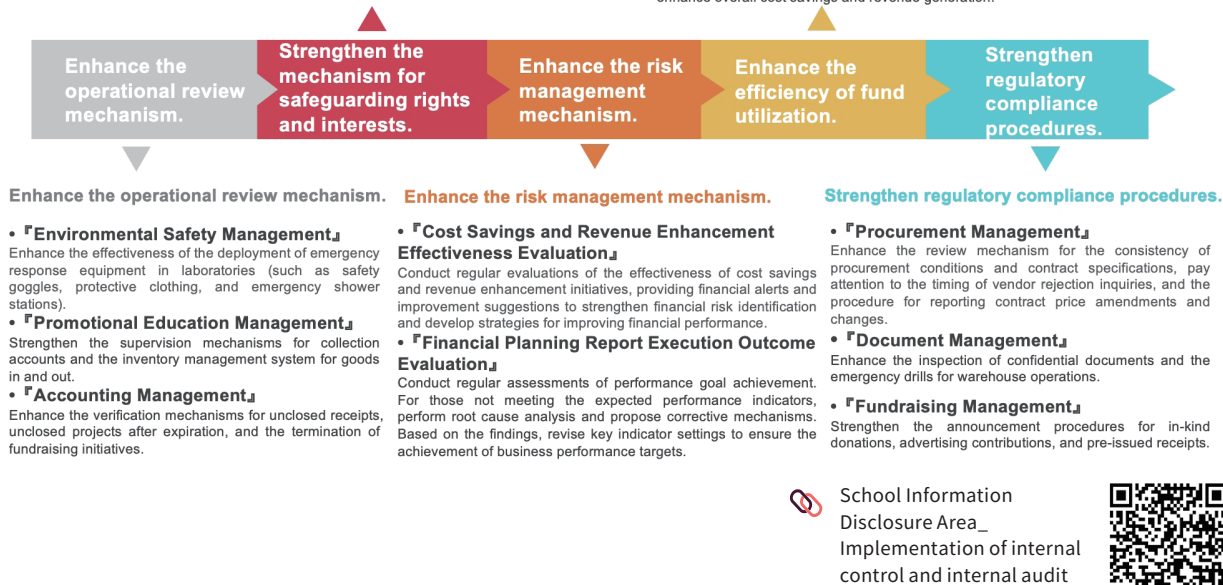 enhance overall cost savings and revenue generation.
Enhance the
operational review
mechanism.
Strengthen the
mechanism for
safeguarding rights
and interests.
Enhance the risk
management
mechanism.
Enhance the
efficiency of fund
utilization.
Strengthen
regulatory
compliance
procedures.
Enhance the operational review mechanism.
• 『Environmental Safety Management』
Enhance the effectiveness of the deployment of emergency
response equipment in laboratories (such as safety
goggles, protective clothing, and emergency shower
stations).
• 『Promotional Education Management』
Strengthen the supervision mechanisms for collection
accounts and the inventory management system for goods
in and out.
• 『Accounting Management』
Enhance the verification mechanisms for unclosed receipts,
unclosed projects after expiration, and the termination of
fundraising initiatives.
Enhance the risk management mechanism.
• 『Cost Savings and Revenue Enhancement
Effectiveness Evaluation』
Conduct regular evaluations of the effectiveness of cost savings
and revenue enhancement initiatives, providing financial alerts and
improvement suggestions to strengthen financial risk identification
and develop strategies for improving financial performance.
• 『Financial Planning Report Execution Outcome
Evaluation』
Conduct regular assessments of performance goal achievement.
For those not meeting the expected performance indicators,
perform root cause analysis and propose corrective mechanisms.
Based on the findings, revise key indicator settings to ensure the
achievement of business performance targets.
Strengthen regulatory compliance procedures.
• 『Procurement Management』
Enhance the review mechanism for the consistency of
procurement conditions and contract specifications, pay
attention to the timing of vendor rejection inquiries, and the
procedure for reporting contract price amendments and
changes.
• 『Document Management』
Enhance the inspection of confidential documents and the
emergency drills for warehouse operations.
• 『Fundraising Management』
Strengthen the announcement procedures for in-kind
donations, advertising contributions, and pre-issued receipts.
School Information
Disclosure Area_
Implementation of internal
control and internal audit